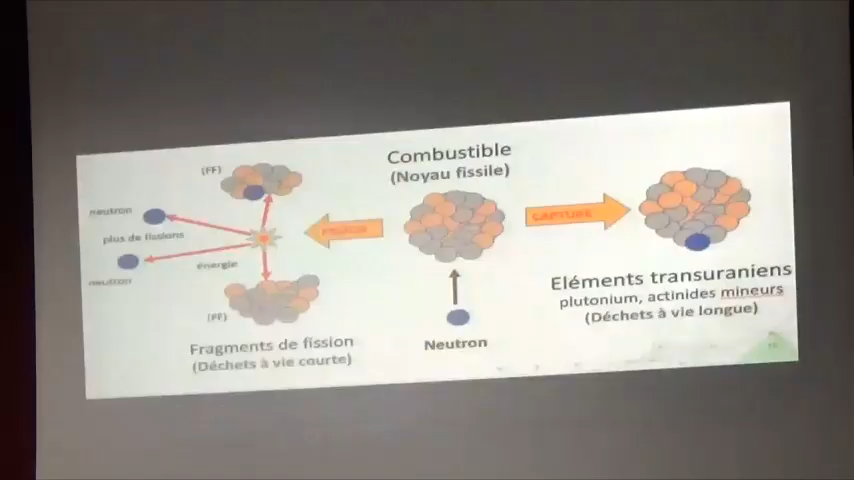 Combustible
(Noyau fissile)
(FF)
neutron
plus de fissions
neutron
énergie
(FF)
Fragments de fission
(Déchets à vie courte)
Neutron
CAPTURE
Eléments transuraniens
plutonium, actinides mineurs
(Déchets à vie longue)